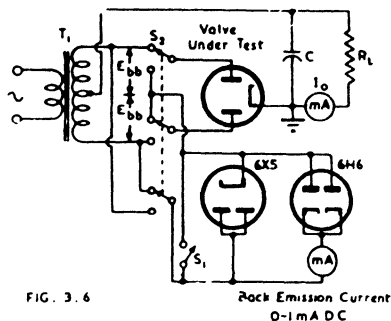 T1
S2
Valve
Under Test
Ebb
Ebb
C
RL
Io
mA
6X5
6H6
S1
mA
FIG. 3.6
Back Emission Current
0-1mA DC